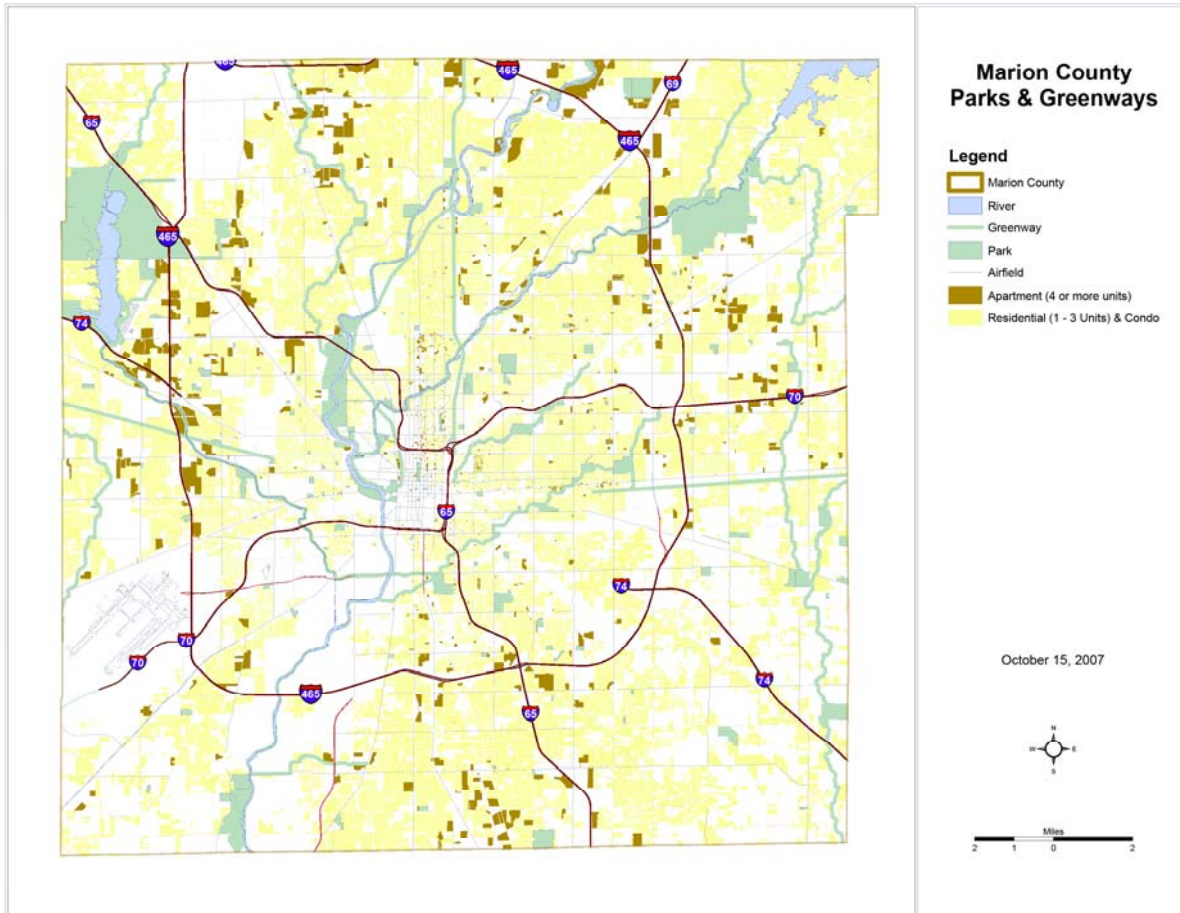 465
465
69
65
465
465
74
70
65
74
70
70
465
65
74
Marion County
Parks & Greenways
Legend
Marion County
River
Greenway
Park
Airfield
Apartment (4 or more units)
Residential (1 - 3 Units) & Condo
October 15, 2007
N
W E
S
Miles
2 1 0 2